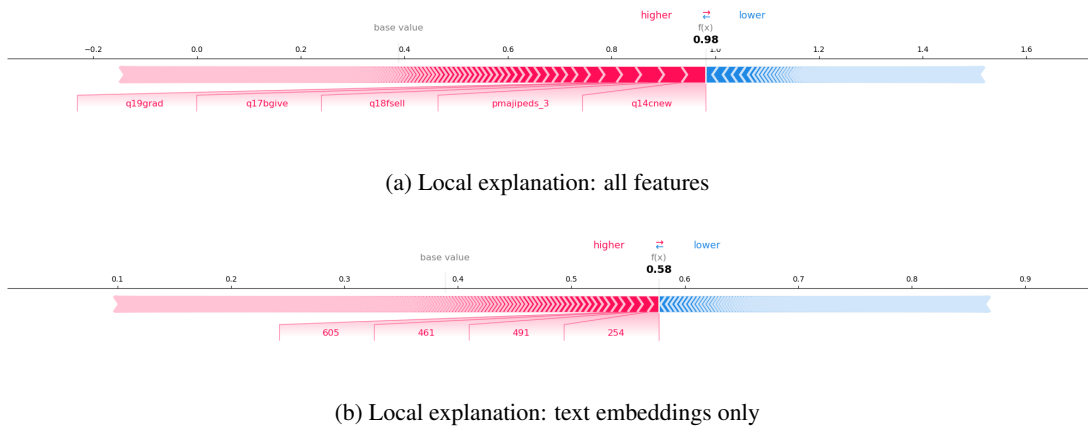 higher ⇄ lower
base value f(x)
0.98
−0.2 0.0 0.2 0.4 0.6 0.8 1.0 1.2 1.4 1.6
q19grad q17bgive q18fsell pmajipeds_3 q14cnew
(a) Local explanation: all features
higher ⇄ lower
base value f(x)
0.58
0.1 0.2 0.3 0.4 0.5 0.6 0.7 0.8 0.9
605 461 491 254
(b) Local explanation: text embeddings only